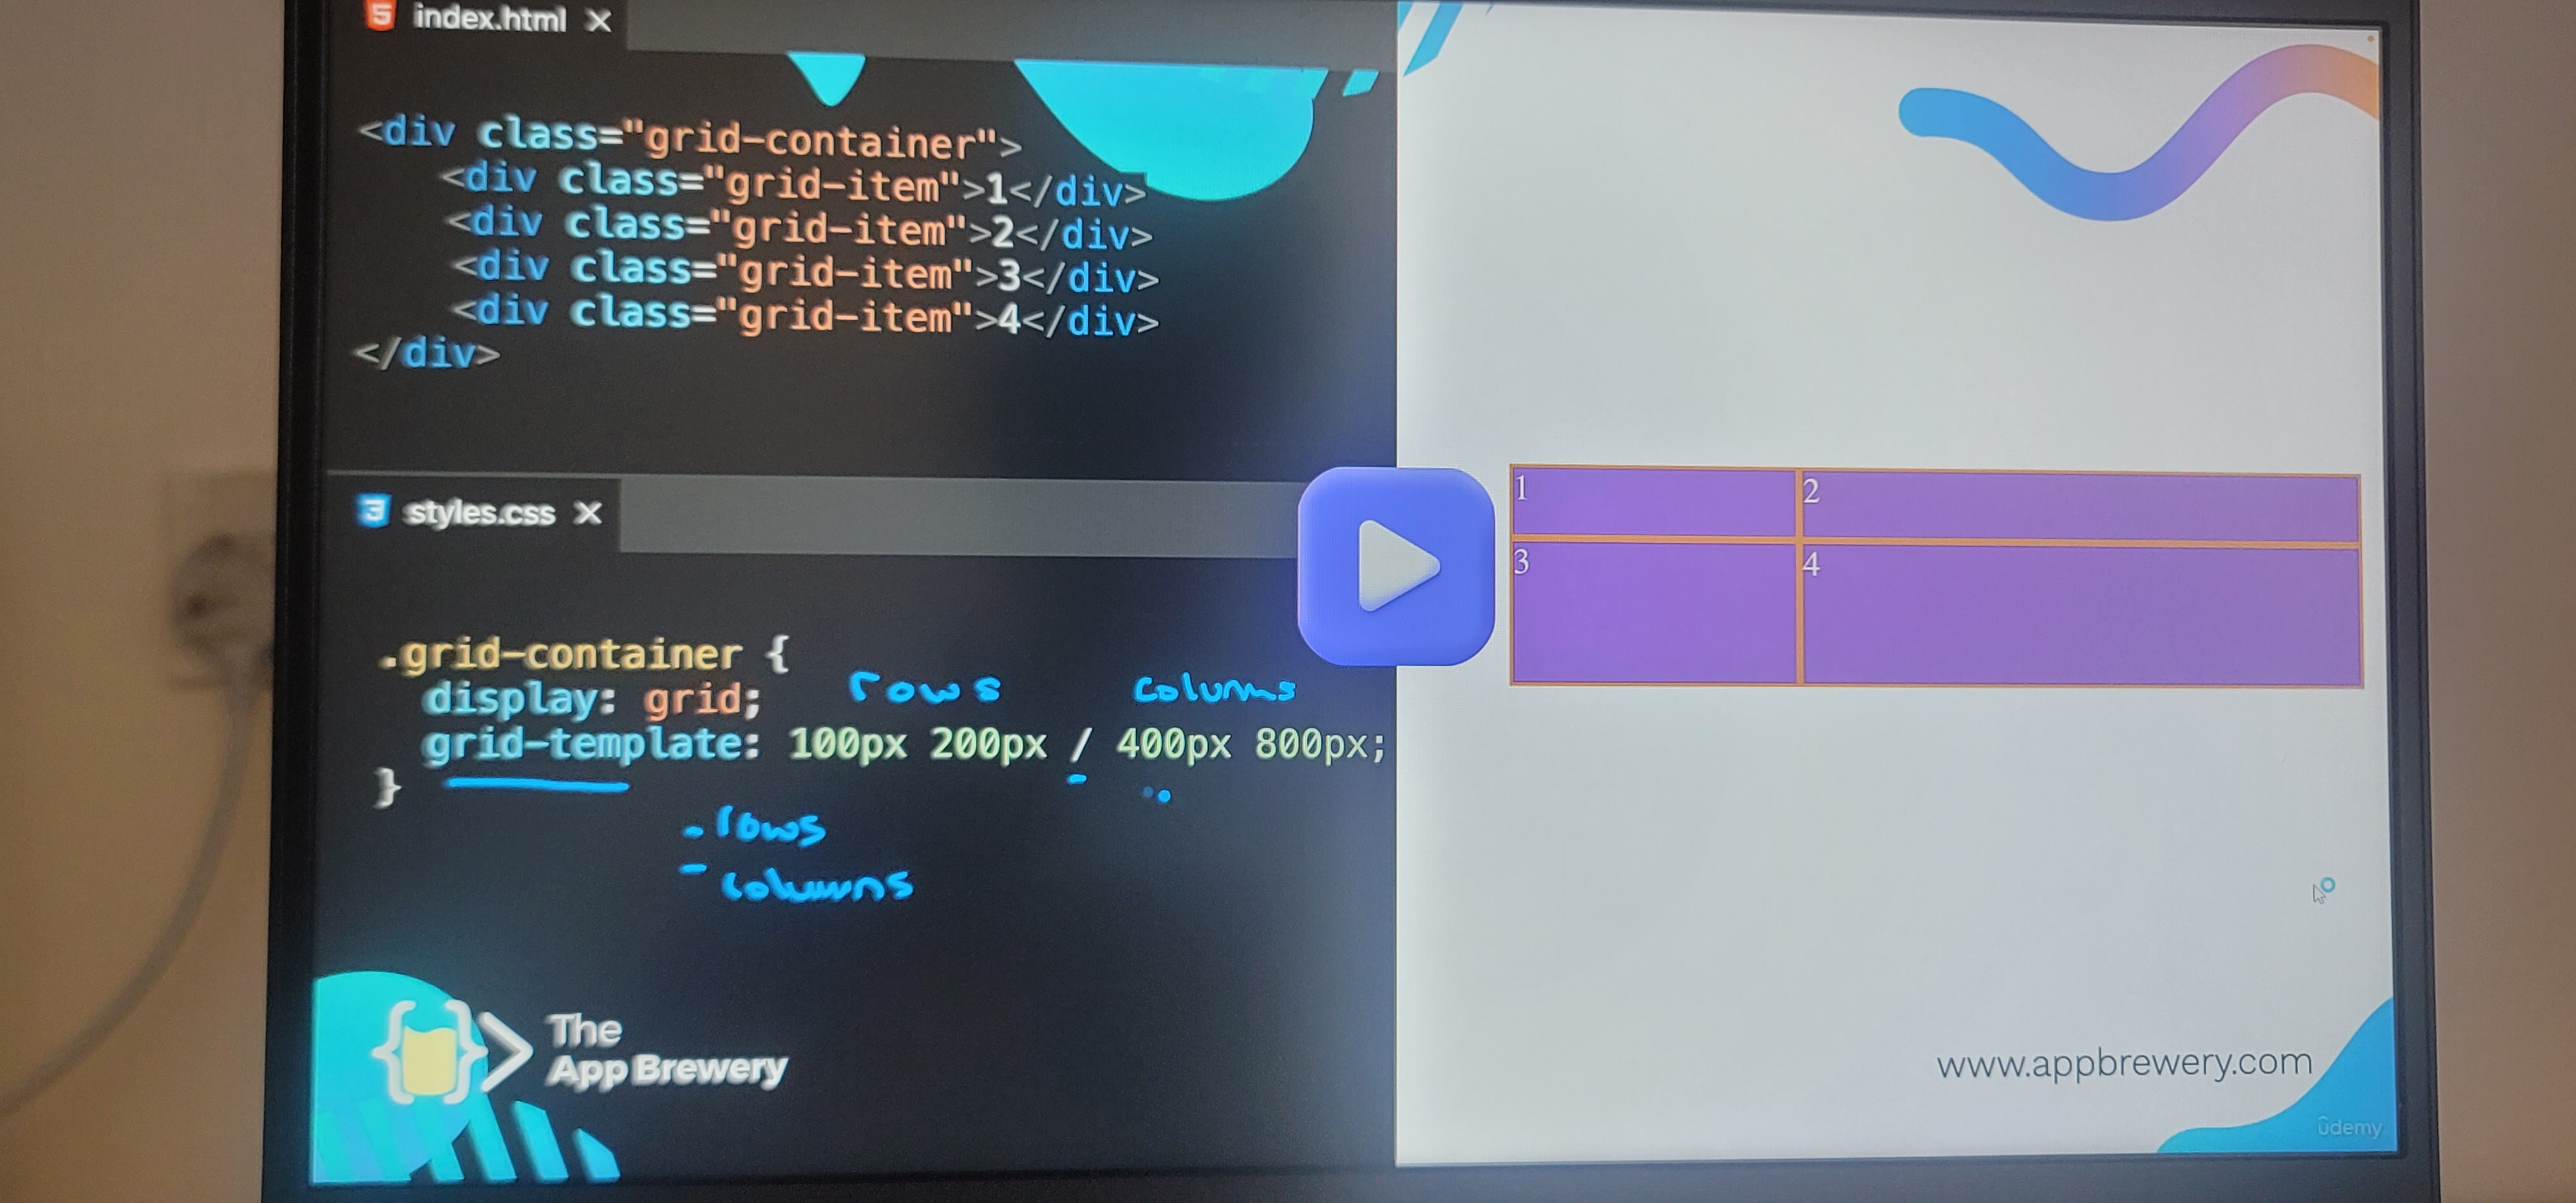 index.html ×
<div class="grid-container">
<div class="grid-item">1</div>
<div class="grid-item">2</div>
<div class="grid-item">3</div>
<div class="grid-item">4</div>
</div>
styles.css ×
.grid-container {
display: grid;
rows colums
grid-template: 100px 200px / 400px 800px;
}
- rows
- columns
The
App Brewery
1 2
3 4
www.appbrewery.com
ûdemy